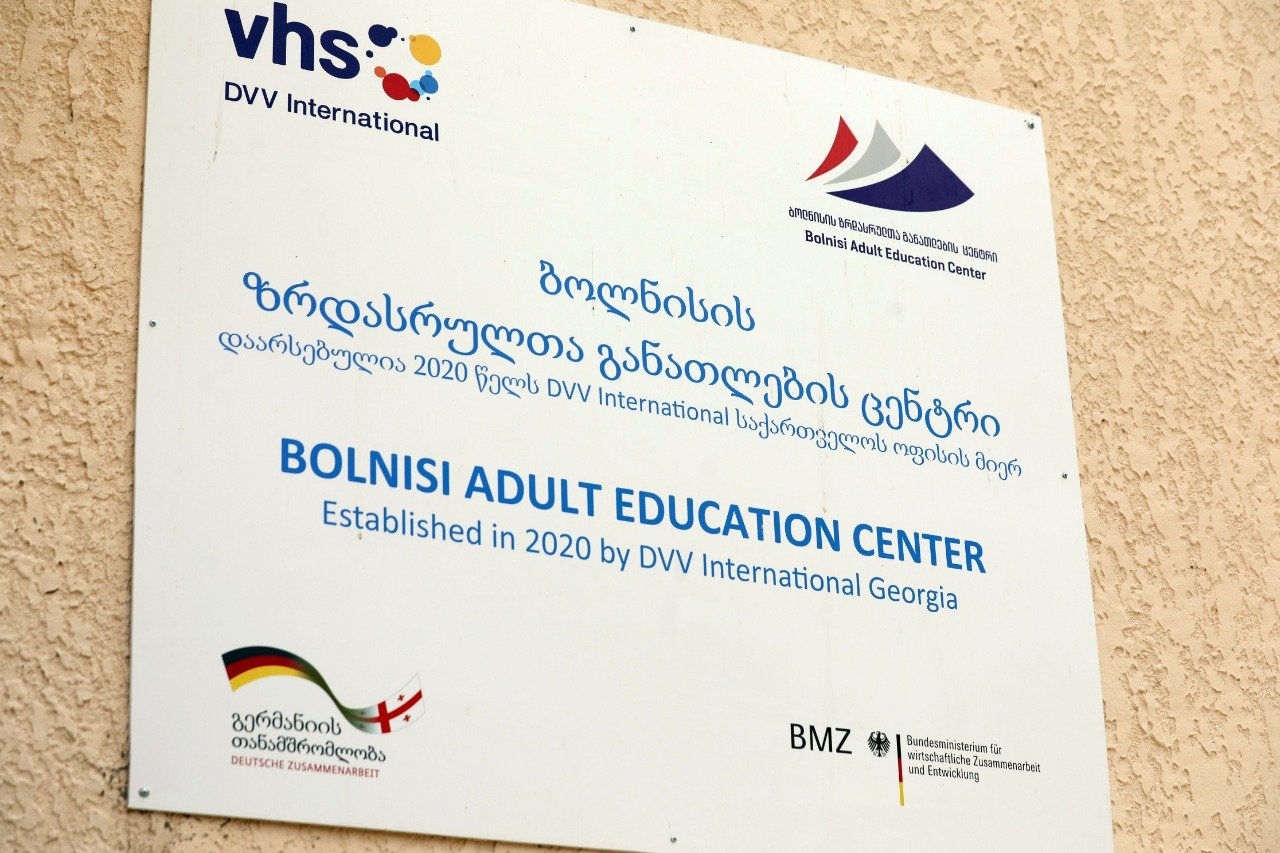 vhs
DVV International
ბოლნისის ზრდასრულთა განათლების ცენტრი
Bolnisi Adult Education Center
ბოლნისის
ზრდასრულთა განათლების ცენტრი
დაარსებულია 2020 წელს DVV International საქართველოს ოფისის მიერ
BOLNISI ADULT EDUCATION CENTER
Established in 2020 by DVV International Georgia
გერმანიის
თანამშრომლობა
DEUTSCHE ZUSAMMENARBEIT
BMZ
Bundesministerium für
wirtschaftliche Zusammenarbeit
und Entwicklung